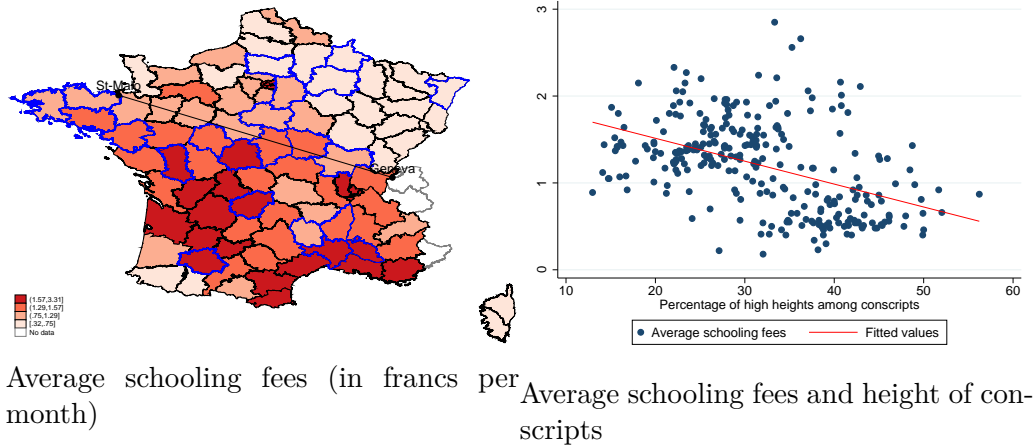 St-Malo
Geneva
(1.57,3.31]
(1.29,1.57]
(.75,1.29]
[.32,.75]
No data
Average schooling fees (in francs per
month)
3
2
1
0
10 20 30 40 50 60
Percentage of high heights among conscripts
Average schooling fees Fitted values
Average schooling fees and height of con-
scripts